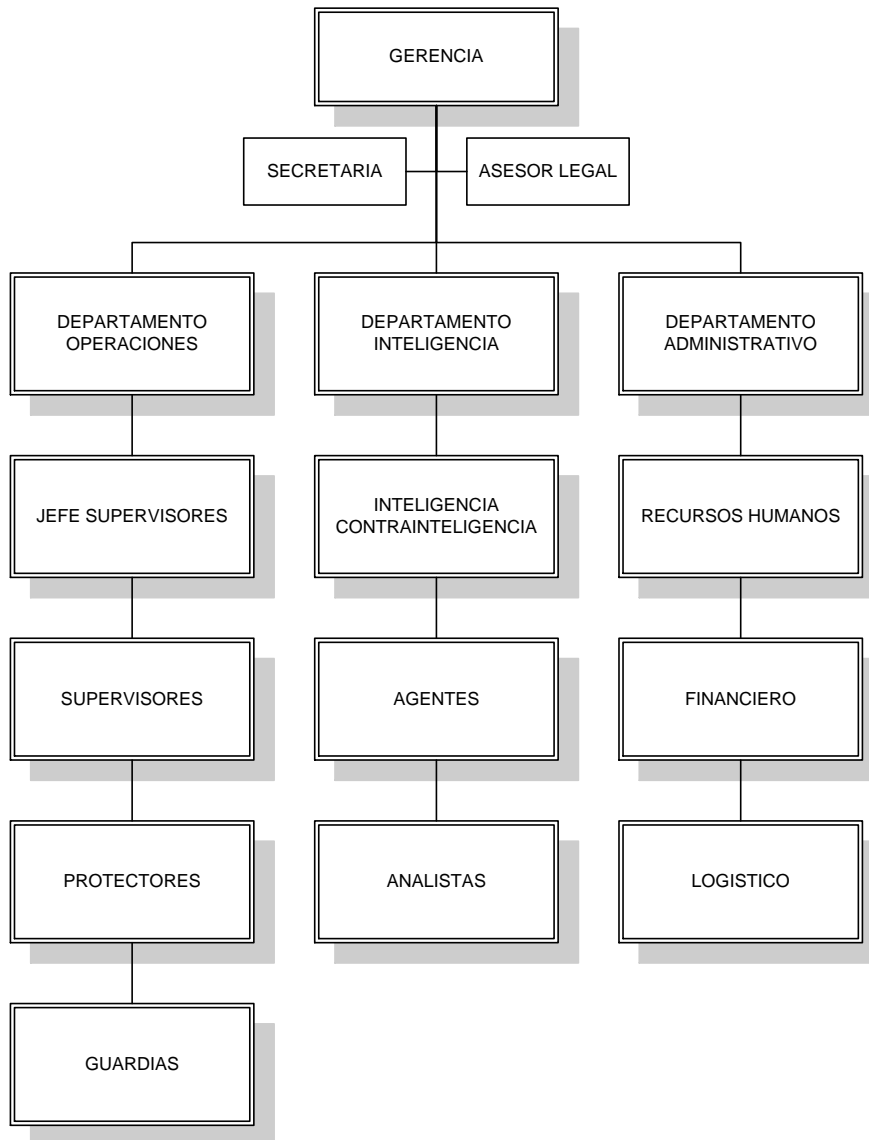 GERENCIA
SECRETARIA
ASESOR LEGAL
DEPARTAMENTO
OPERACIONES
DEPARTAMENTO
INTELIGENCIA
DEPARTAMENTO
ADMINISTRATIVO
JEFE SUPERVISORES
INTELIGENCIA
CONTRAINTELIGENCIA
RECURSOS HUMANOS
SUPERVISORES
AGENTES
FINANCIERO
PROTECTORES
ANALISTAS
LOGISTICO
GUARDIAS